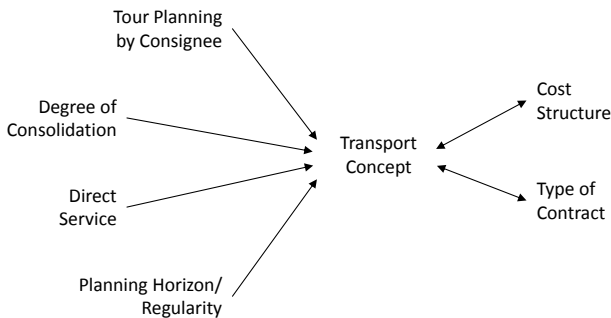 Tour Planning
by Consignee
Degree of
Consolidation
Direct
Service
Planning Horizon/
Regularity
Transport
Concept
Cost
Structure
Type of
Contract